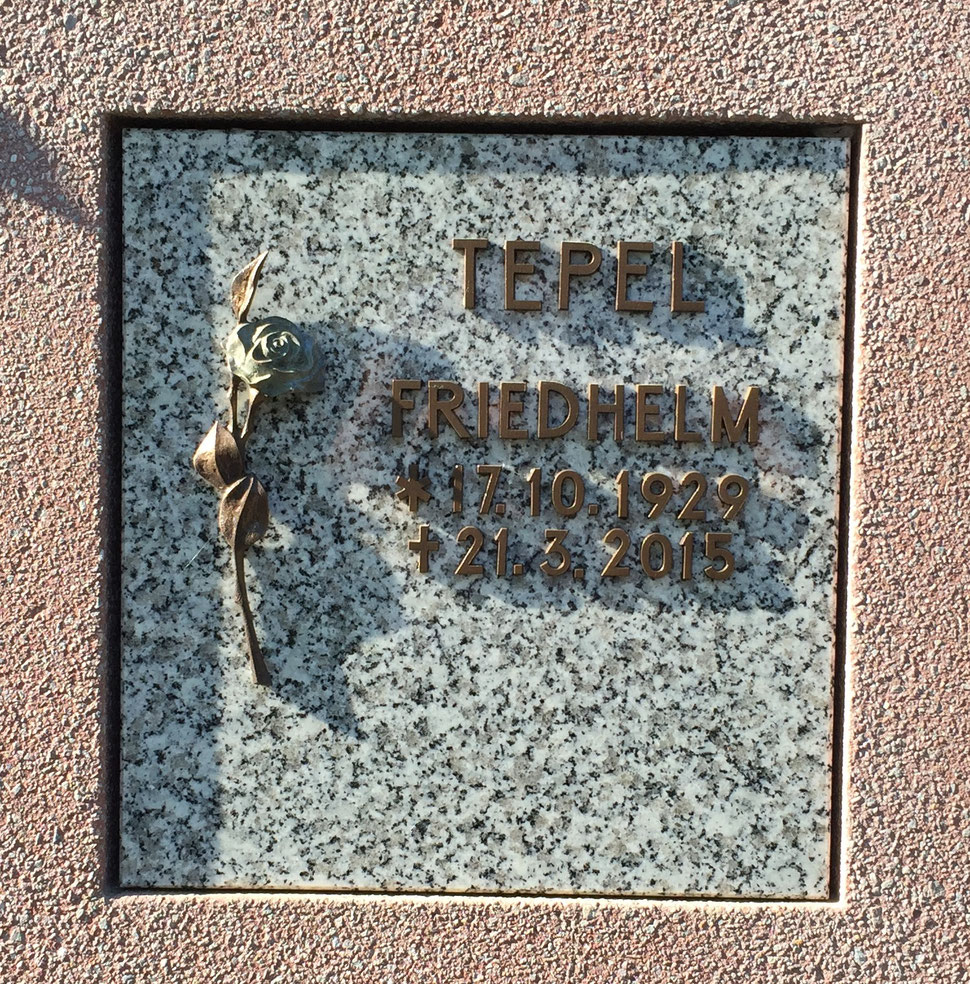 TEPEL
FRIEDHELM
* 17.10.1929
† 21.3.2015